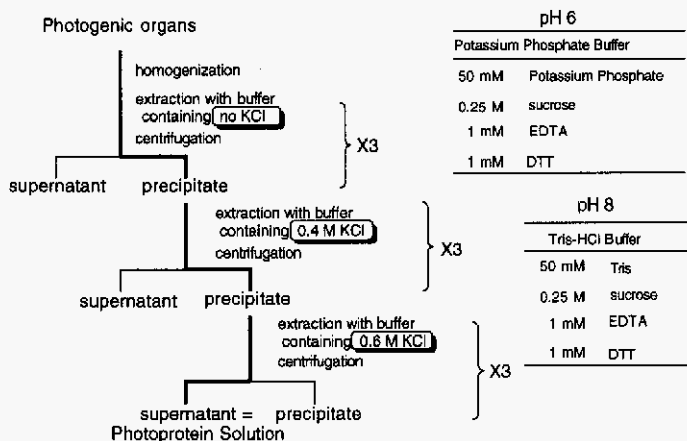 Photogenic organs
homogenization
extraction with buffer
containing no KCl
centrifugation
X3
supernatant precipitate
extraction with buffer
containing 0.4 M KCl
centrifugation
X3
supernatant precipitate
extraction with buffer
containing 0.6 M KCl
centrifugation
X3
supernatant = precipitate
Photoprotein Solution
pH 6
Potassium Phosphate Buffer
50 mM Potassium Phosphate
0.25 M sucrose
1 mM EDTA
1 mM DTT
pH 8
Tris-HCl Buffer
50 mM Tris
0.25 M sucrose
1 mM EDTA
1 mM DTT